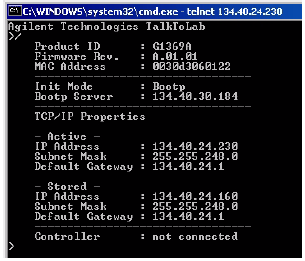 C:\WINDOWS\system32\cmd.exe - telnet 134.40.24.230
Agilent Technologies TalkToLab
>/
Product ID : G1369A
Firmware Rev. : A.01.01
MAC Address : 0030d3060122
Init Mode : Bootp
Bootp Server : 134.40.30.184
TCP/IP Properties
- Active -
IP Address : 134.40.24.230
Subnet Mask : 255.255.248.0
Default Gateway : 134.40.24.1
- Stored -
IP Address : 134.40.24.160
Subnet Mask : 255.255.248.0
Default Gateway : 134.40.24.1
Controller : not connected
>